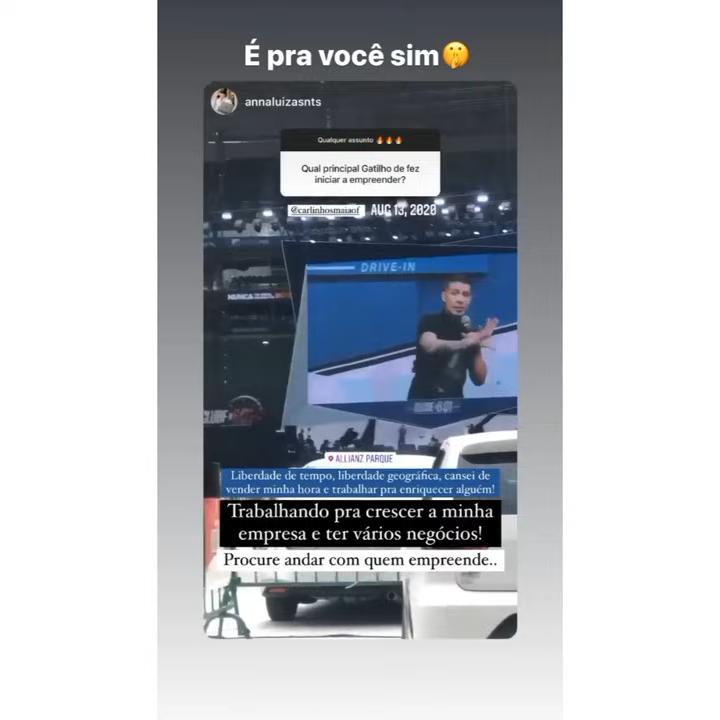 É pra você sim🤫
annaluizasnts
Qualquer assunto 🔥🔥🔥
Qual principal Gatilho de fez
iniciar a empreender?
@carlinhosmaiaof AUG 13, 2020
DRIVE-IN
NUNCA
ALLIANZ PARQUE
Liberdade de tempo, liberdade geográfica, cansei de
vender minha hora e trabalhar pra enriquecer alguém!
Trabalhando pra crescer a minha
empresa e ter vários negócios!
Procure andar com quem empreende..